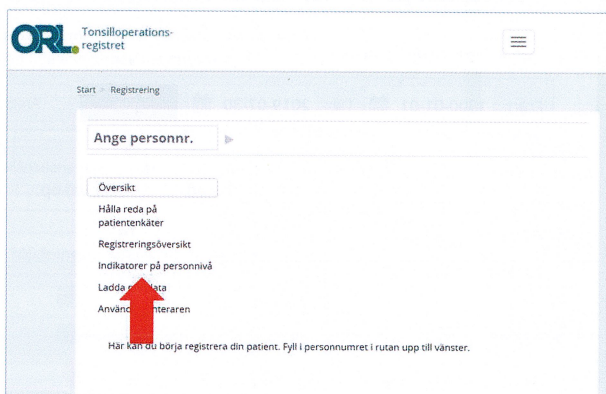 ORL. Tonsilloperations-
registret
Start > Registrering
Ange personnr.
Översikt
Hålla reda på
patientenkäter
Registreringsöversikt
Indikatorer på personnivå
Ladda data
Här kan du börja registrera din patient. Fyll i personnumret i rutan upp till vänster.